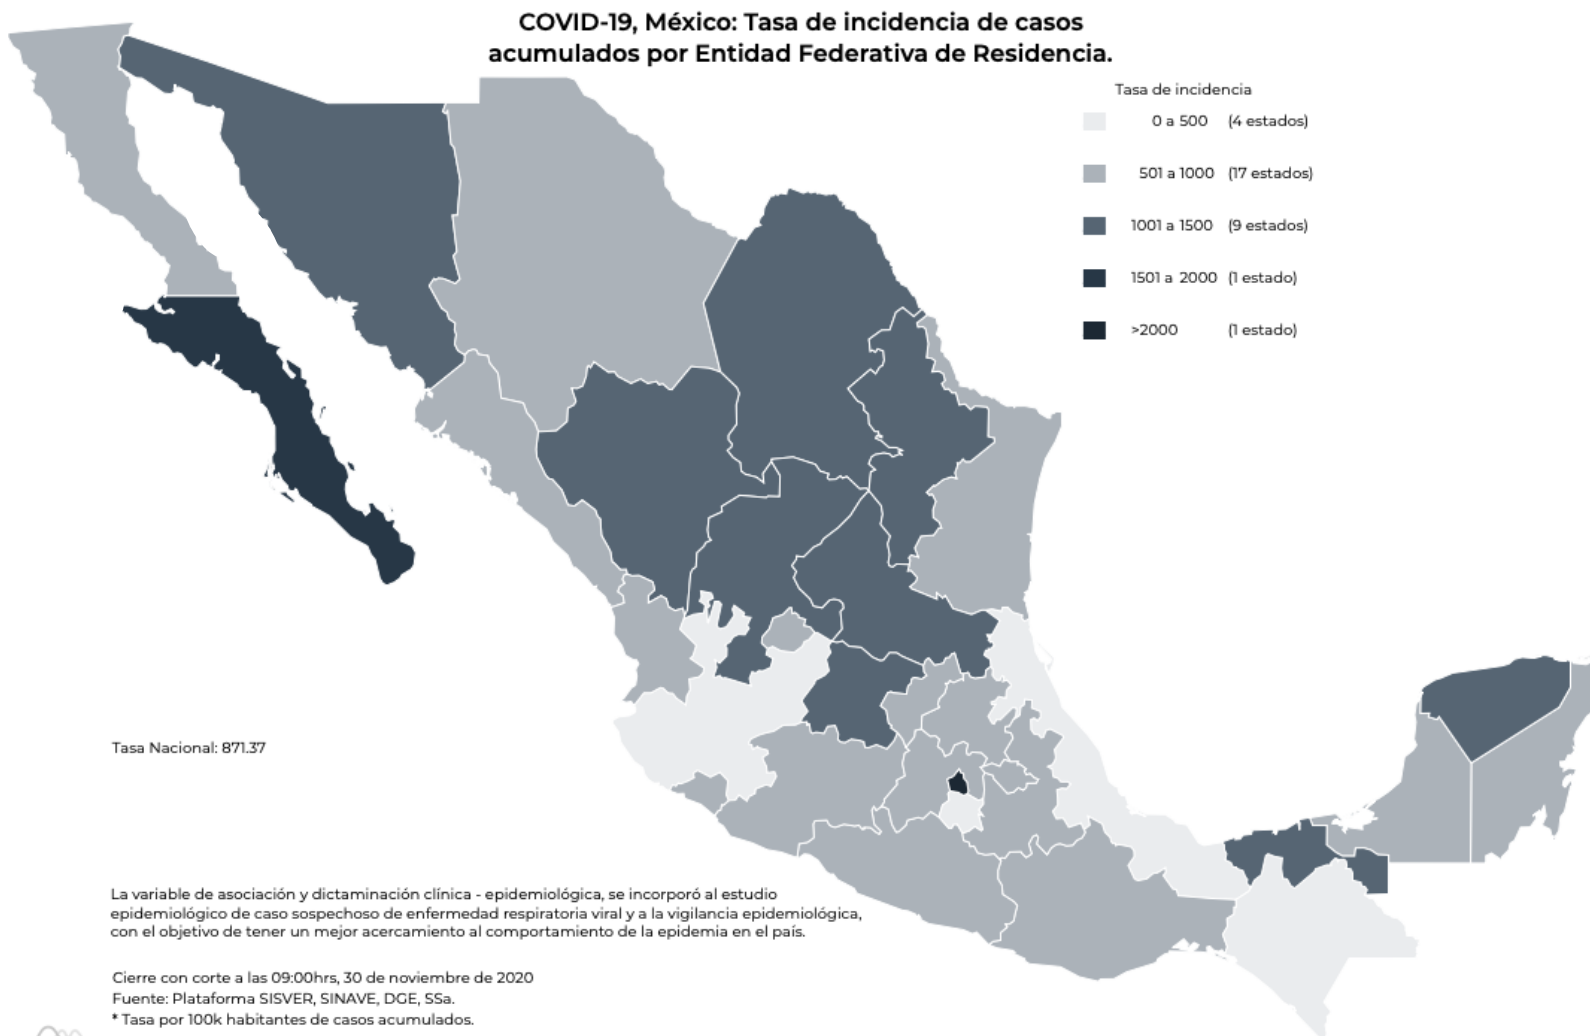 COVID-19, México: Tasa de incidencia de casos
acumulados por Entidad Federativa de Residencia.
Tasa de incidencia
0 a 500 (4 estados)
501 a 1000 (17 estados)
1001 a 1500 (9 estados)
1501 a 2000 (1 estado)
>2000 (1 estado)
Tasa Nacional: 871.37
La variable de asociación y dictaminación clínica - epidemiológica, se incorporó al estudio
epidemiológico de caso sospechoso de enfermedad respiratoria viral y a la vigilancia epidemiológica,
con el objetivo de tener un mejor acercamiento al comportamiento de la epidemia en el país.
Cierre con corte a las 09:00hrs, 30 de noviembre de 2020
Fuente: Plataforma SISVER, SINAVE, DGE, SSa.
* Tasa por 100k habitantes de casos acumulados.